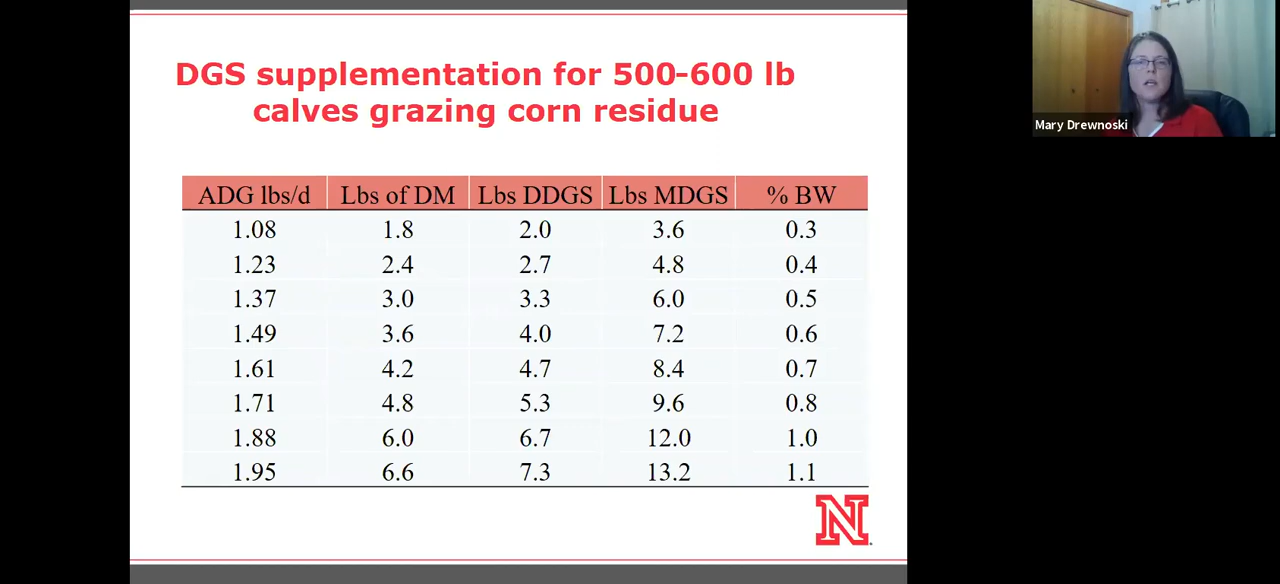 DGS supplementation for 500-600 lb
calves grazing corn residue
ADG lbs/d Lbs of DM Lbs DDGS Lbs MDGS % BW
1.08 1.8 2.0 3.6 0.3
1.23 2.4 2.7 4.8 0.4
1.37 3.0 3.3 6.0 0.5
1.49 3.6 4.0 7.2 0.6
1.61 4.2 4.7 8.4 0.7
1.71 4.8 5.3 9.6 0.8
1.88 6.0 6.7 12.0 1.0
1.95 6.6 7.3 13.2 1.1
N
Mary Drewnoski